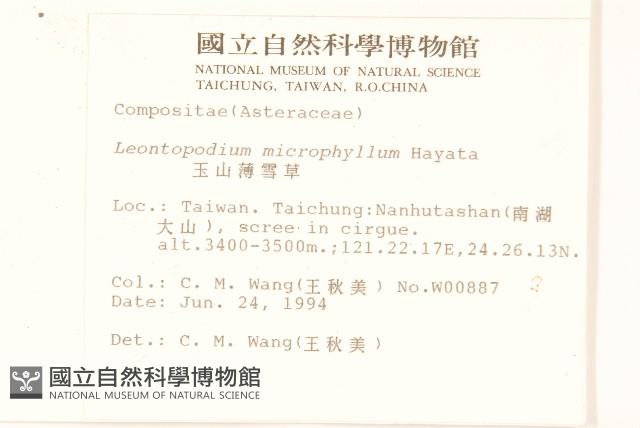 國立自然科學博物館
NATIONAL MUSEUM OF NATURAL SCIENCE
TAICHUNG, TAIWAN, R.O.CHINA
Compositae(Asteraceae)
Leontopodium microphyllum Hayata
玉山薄雪草
Loc.: Taiwan. Taichung:Nanhutashan(南湖
大山), scree in cirgue.
alt.3400-3500m.;121.22.17E,24.26.13N.
Col.: C. M. Wang(王秋美) No.W00887
Date: Jun. 24, 1994
Det.: C. M. Wang(王秋美)
國立自然科學博物館
NATIONAL MUSEUM OF NATURAL SCIENCE